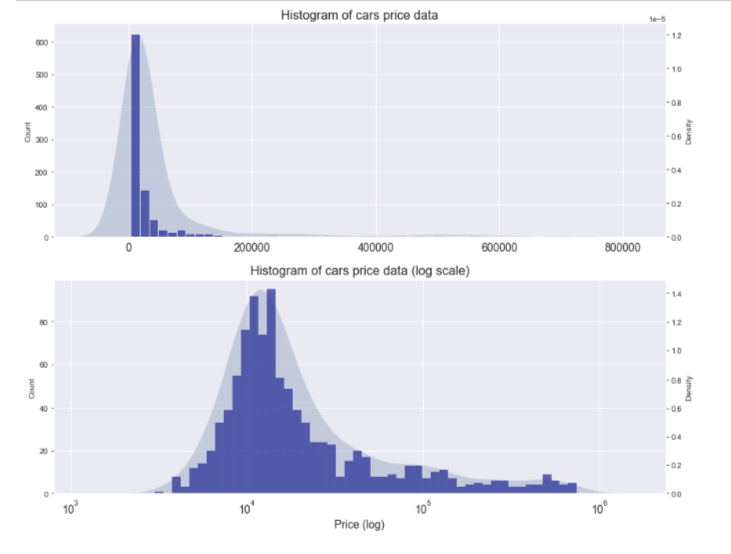 Histogram of cars price data
1e−5
600
500
400
300
200
100
0
Count
1.2
1.0
0.8
0.6
0.4
0.2
0.0
Density
0 200000 400000 600000 800000
Histogram of cars price data (log scale)
80
60
40
20
0
Count
1.4
1.2
1.0
0.8
0.6
0.4
0.2
0.0
Density
10³ 10⁴ 10⁵ 10⁶
Price (log)